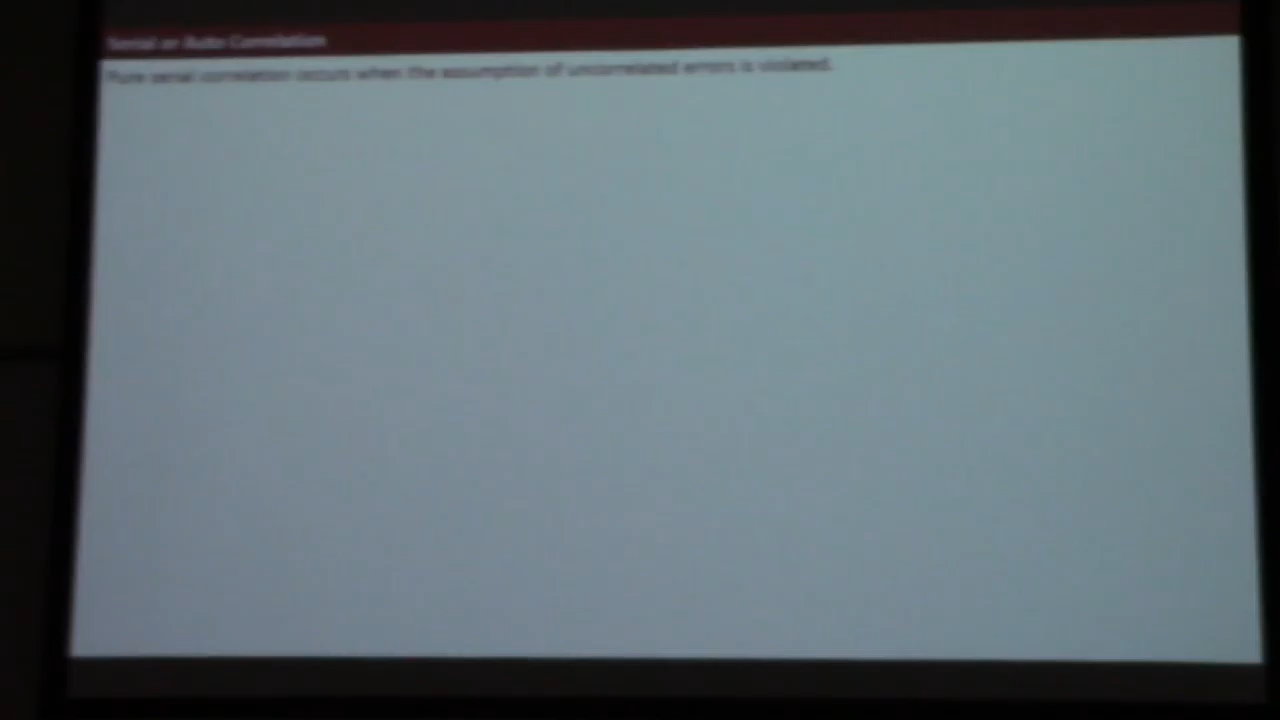 Serial or Auto Correlation
Pure serial correlation occurs when the assumption of uncorrelated errors is violated.